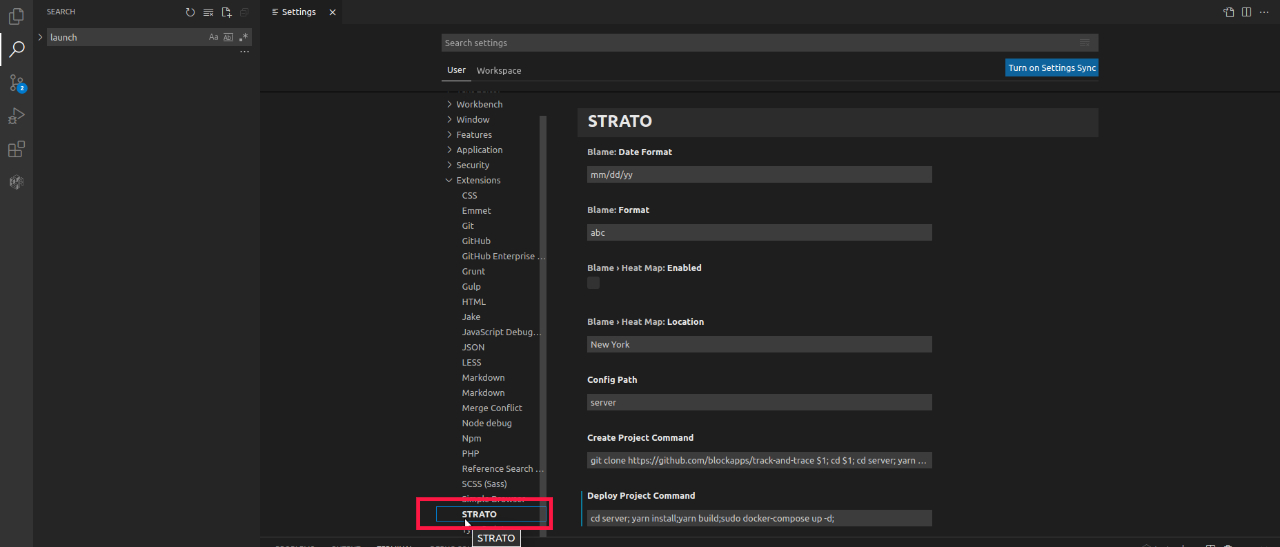 SEARCH
launch
Aa
Ab
.*
...
2
Settings
Search settings
User
Workspace
Turn on Settings Sync
Workbench
Window
Features
Application
Security
Extensions
CSS
Emmet
Git
GitHub
GitHub Enterprise ...
Grunt
Gulp
HTML
Jake
JavaScript Debug...
JSON
LESS
Markdown
Markdown
Merge Conflict
Node debug
Npm
PHP
Reference Search ...
SCSS (Sass)
Simple Browser
STRATO
STRATO
STRATO
Blame: Date Format
mm/dd/yy
Blame: Format
abc
Blame › Heat Map: Enabled
Blame › Heat Map: Location
New York
Config Path
server
Create Project Command
git clone https://github.com/blockapps/track-and-trace $1; cd $1; cd server; yarn ...
Deploy Project Command
cd server; yarn install;yarn build;sudo docker-compose up -d;